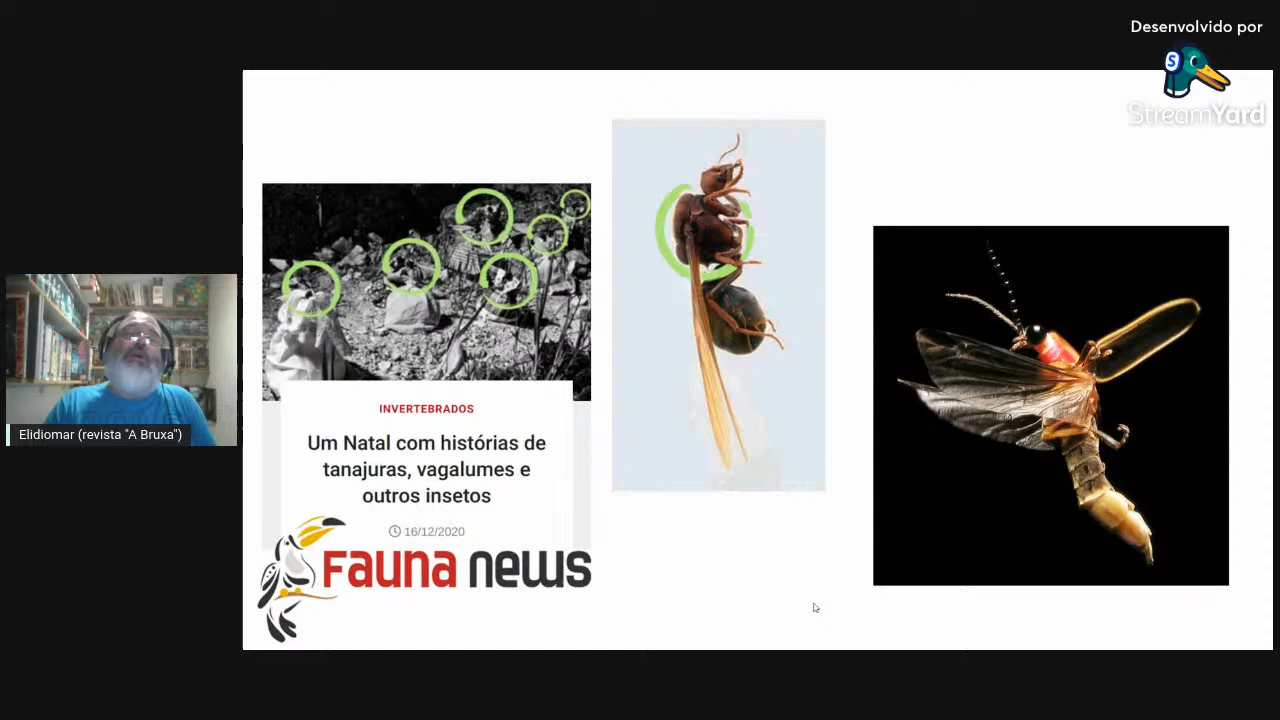 Desenvolvido por
S
StreamYard
INVERTEBRADOS
Um Natal com histórias de
tanajuras, vagalumes e
outros insetos
16/12/2020
Fauna news
Elidiomar (revista "A Bruxa")